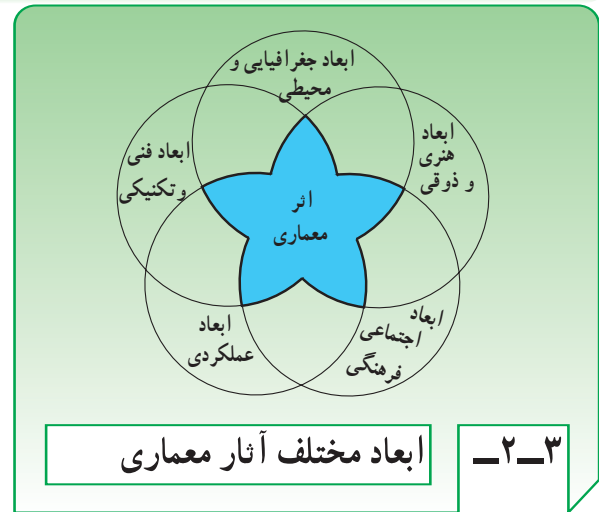 ابعاد جغرافیایی و
محیطی
ابعاد
هنری
و ذوقی
ابعاد فنی
و تکنیکی
اثر
معماری
ابعاد
اجتماعی
فرهنگی
ابعاد
عملکردی
۳ــ۲ــ
ابعاد مختلف آثار معماری